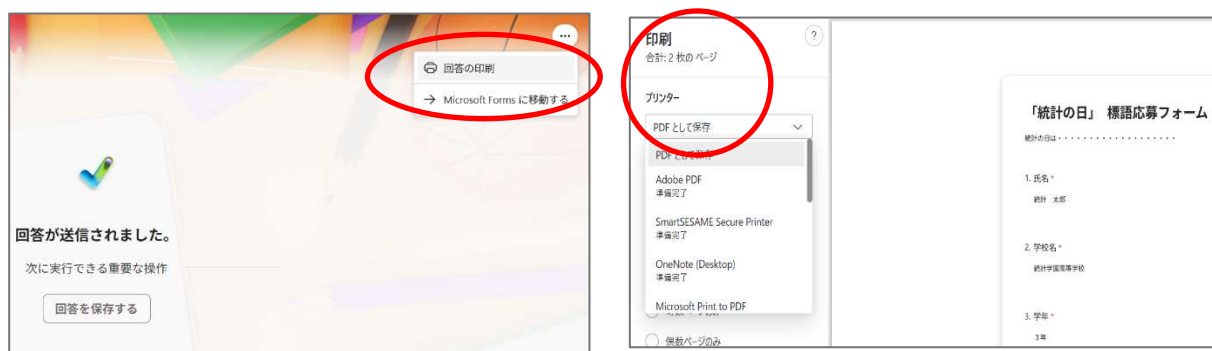 …
回答の印刷
→ Microsoft Forms に移動する
回答が送信されました。
次に実行できる重要な操作
回答を保存する
印刷
?
合計: 2 枚のページ
プリンター
PDF として保存
PDF として保存
Adobe PDF
準備完了
SmartSESAME Secure Printer
準備完了
OneNote (Desktop)
準備完了
Microsoft Print to PDF
偶数ページのみ
「統計の日」 標語応募フォーム
統計の日は・・・・・・・・・・・・・・・・・・・
1. 氏名 *
統計 太郎
2. 学校名 *
統計学園高等学校
3. 学年 *
3年